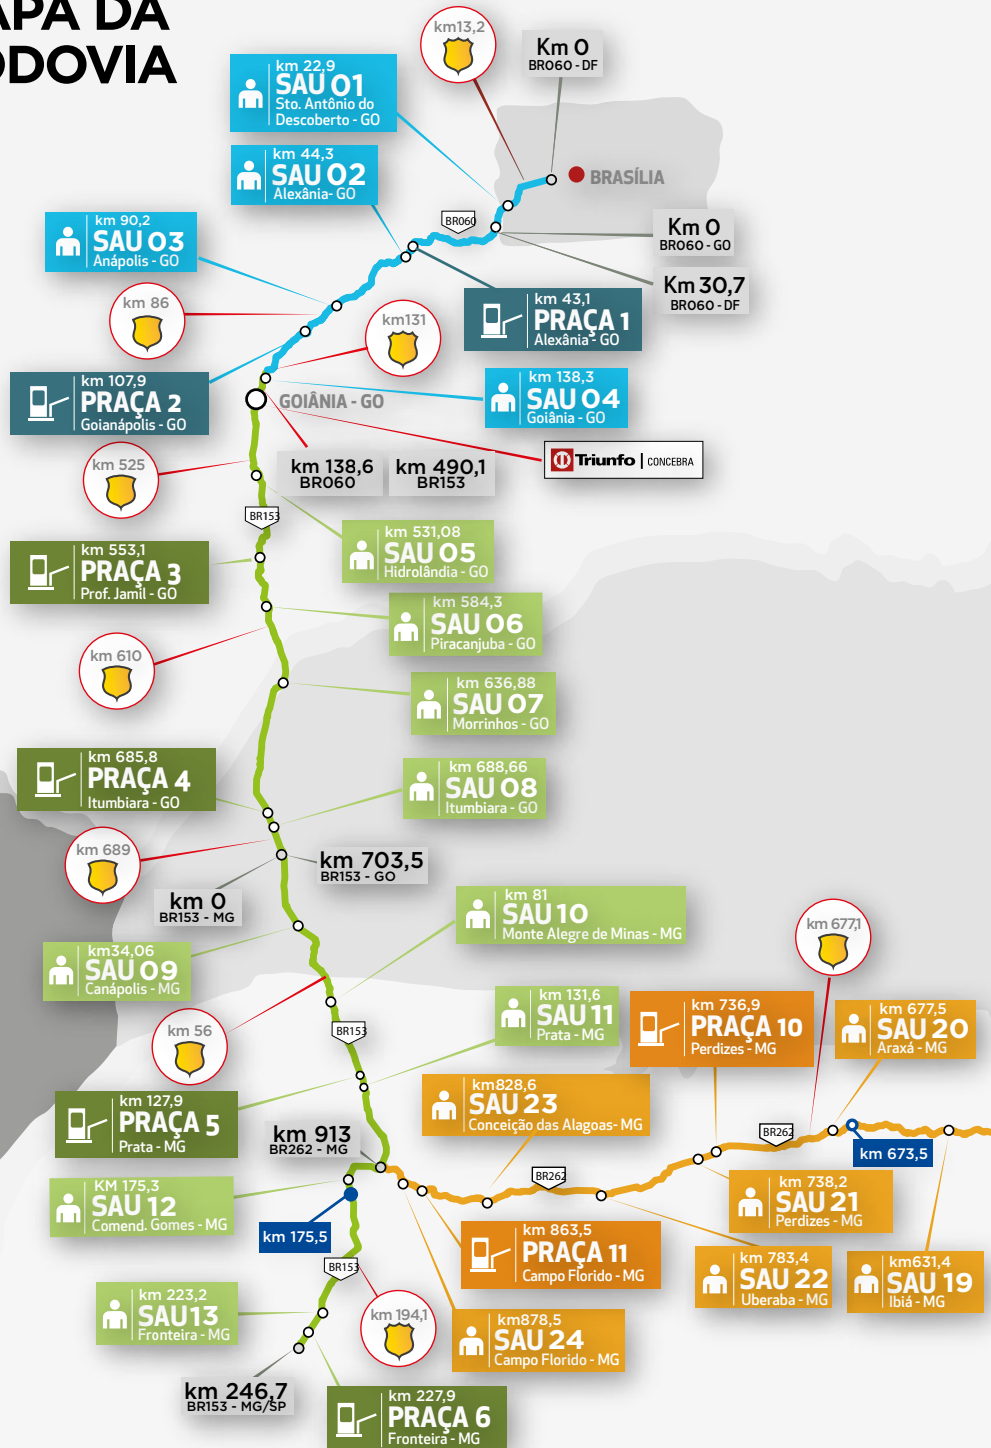 APA DA
ODOVIA
km13,2
Km 0
BR060 - DF
km 22,9
SAU 01
Sto. Antônio do
Descoberto - GO
km 44,3
SAU 02
Alexânia- GO
BRASÍLIA
km 90,2
SAU 03
Anápolis - GO
BR060
Km 0
BR060 - GO
Km 30,7
BR060 - DF
km 86
km131
km 43,1
PRAÇA 1
Alexânia - GO
km 107,9
PRAÇA 2
Goianápolis - GO
GOIÂNIA - GO
km 138,3
SAU 04
Goiânia - GO
km 525
km 138,6
BR060
km 490,1
BR153
Triunfo | CONCEBRA
BR153
km 531,08
SAU 05
Hidrolândia - GO
km 553,1
PRAÇA 3
Prof. Jamil - GO
km 584,3
SAU 06
Piracanjuba - GO
km 610
km 636,88
SAU 07
Morrinhos - GO
km 685,8
PRAÇA 4
Itumbiara - GO
km 688,66
SAU 08
Itumbiara - GO
km 689
km 703,5
BR153 - GO
km 0
BR153 - MG
km 81
SAU 10
Monte Alegre de Minas - MG
km34,06
SAU 09
Canápolis - MG
km 677,1
km 56
BR153
km 131,6
SAU 11
Prata - MG
km 736,9
PRAÇA 10
Perdizes - MG
km 677,5
SAU 20
Araxá - MG
km 127,9
PRAÇA 5
Prata - MG
km828,6
SAU 23
Conceição das Alagoas- MG
km 913
BR262 - MG
BR262
km 673,5
KM 175,3
SAU 12
Comend. Gomes - MG
BR262
km 738,2
SAU 21
Perdizes - MG
km 175,5
km 863,5
PRAÇA 11
Campo Florido - MG
km 783,4
SAU 22
Uberaba - MG
km631,4
SAU 19
Ibiá - MG
BR153
km 223,2
SAU13
Fronteira - MG
km 194,1
km878,5
SAU 24
Campo Florido - MG
km 246,7
BR153 - MG/SP
km 227,9
PRAÇA 6
Fronteira - MG